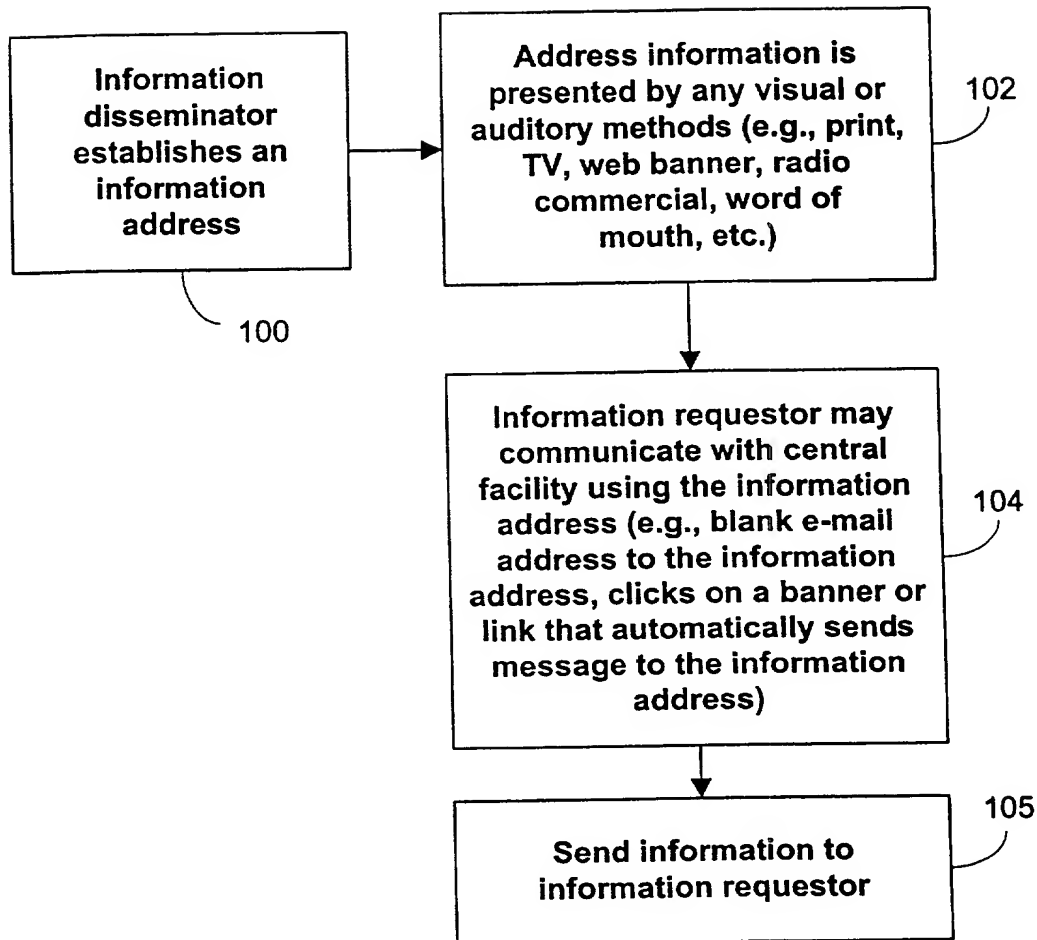 Information
disseminator
establishes an
information
address
100
Address information is
presented by any visual or
auditory methods (e.g., print,
TV, web banner, radio
commercial, word of
mouth, etc.)
102
Information requestor may
communicate with central
facility using the information
address (e.g., blank e-mail
address to the information
address, clicks on a banner or
link that automatically sends
message to the information
address)
104
Send information to
information requestor
105